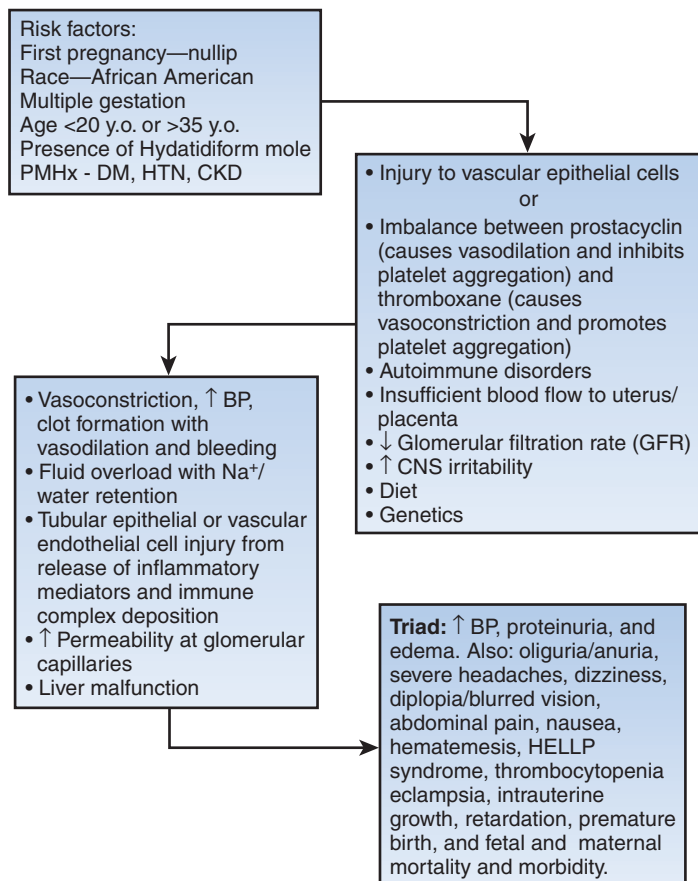 Risk factors:
First pregnancy—nullip
Race—African American
Multiple gestation
Age <20 y.o. or >35 y.o.
Presence of Hydatidiform mole
PMHx - DM, HTN, CKD
• Injury to vascular epithelial cells
or
• Imbalance between prostacyclin
(causes vasodilation and inhibits
platelet aggregation) and
thromboxane (causes
vasoconstriction and promotes
platelet aggregation)
• Autoimmune disorders
• Insufficient blood flow to uterus/
placenta
• ↓ Glomerular filtration rate (GFR)
• ↑ CNS irritability
• Diet
• Genetics
• Vasoconstriction, ↑ BP,
clot formation with
vasodilation and bleeding
• Fluid overload with Na⁺/
water retention
• Tubular epithelial or vascular
endothelial cell injury from
release of inflammatory
mediators and immune
complex deposition
• ↑ Permeability at glomerular
capillaries
• Liver malfunction
Triad: ↑ BP, proteinuria, and
edema. Also: oliguria/anuria,
severe headaches, dizziness,
diplopia/blurred vision,
abdominal pain, nausea,
hematemesis, HELLP
syndrome, thrombocytopenia
eclampsia, intrauterine
growth, retardation, premature
birth, and fetal and maternal
mortality and morbidity.